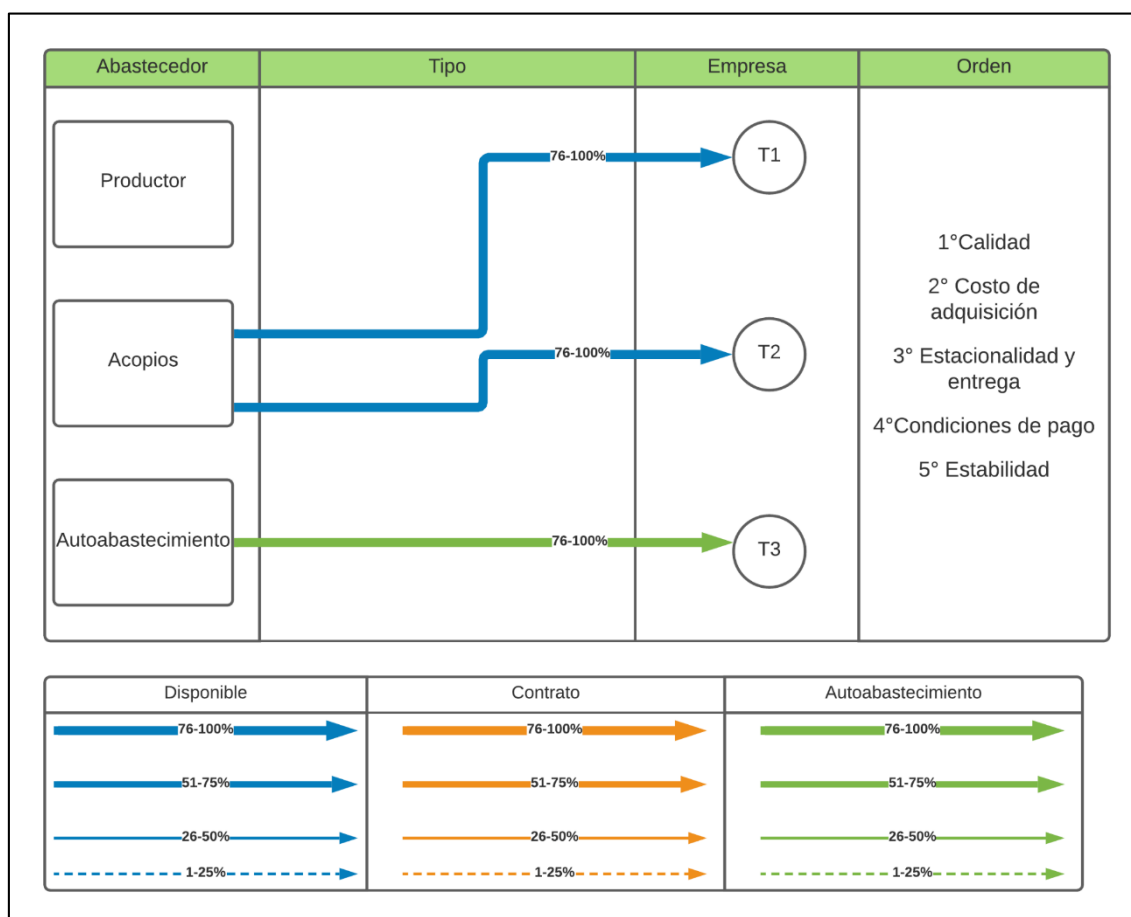 Abastecedor
Tipo
Empresa
Orden
Productor
76-100%
T1
Acopios
76-100%
T2
Autoabastecimiento
76-100%
T3
1°Calidad
2° Costo de
adquisición
3° Estacionalidad y
entrega
4°Condiciones de pago
5° Estabilidad
Disponible
Contrato
Autoabastecimiento
76-100%
76-100%
76-100%
51-75%
51-75%
51-75%
26-50%
26-50%
26-50%
1-25%
1-25%
1-25%